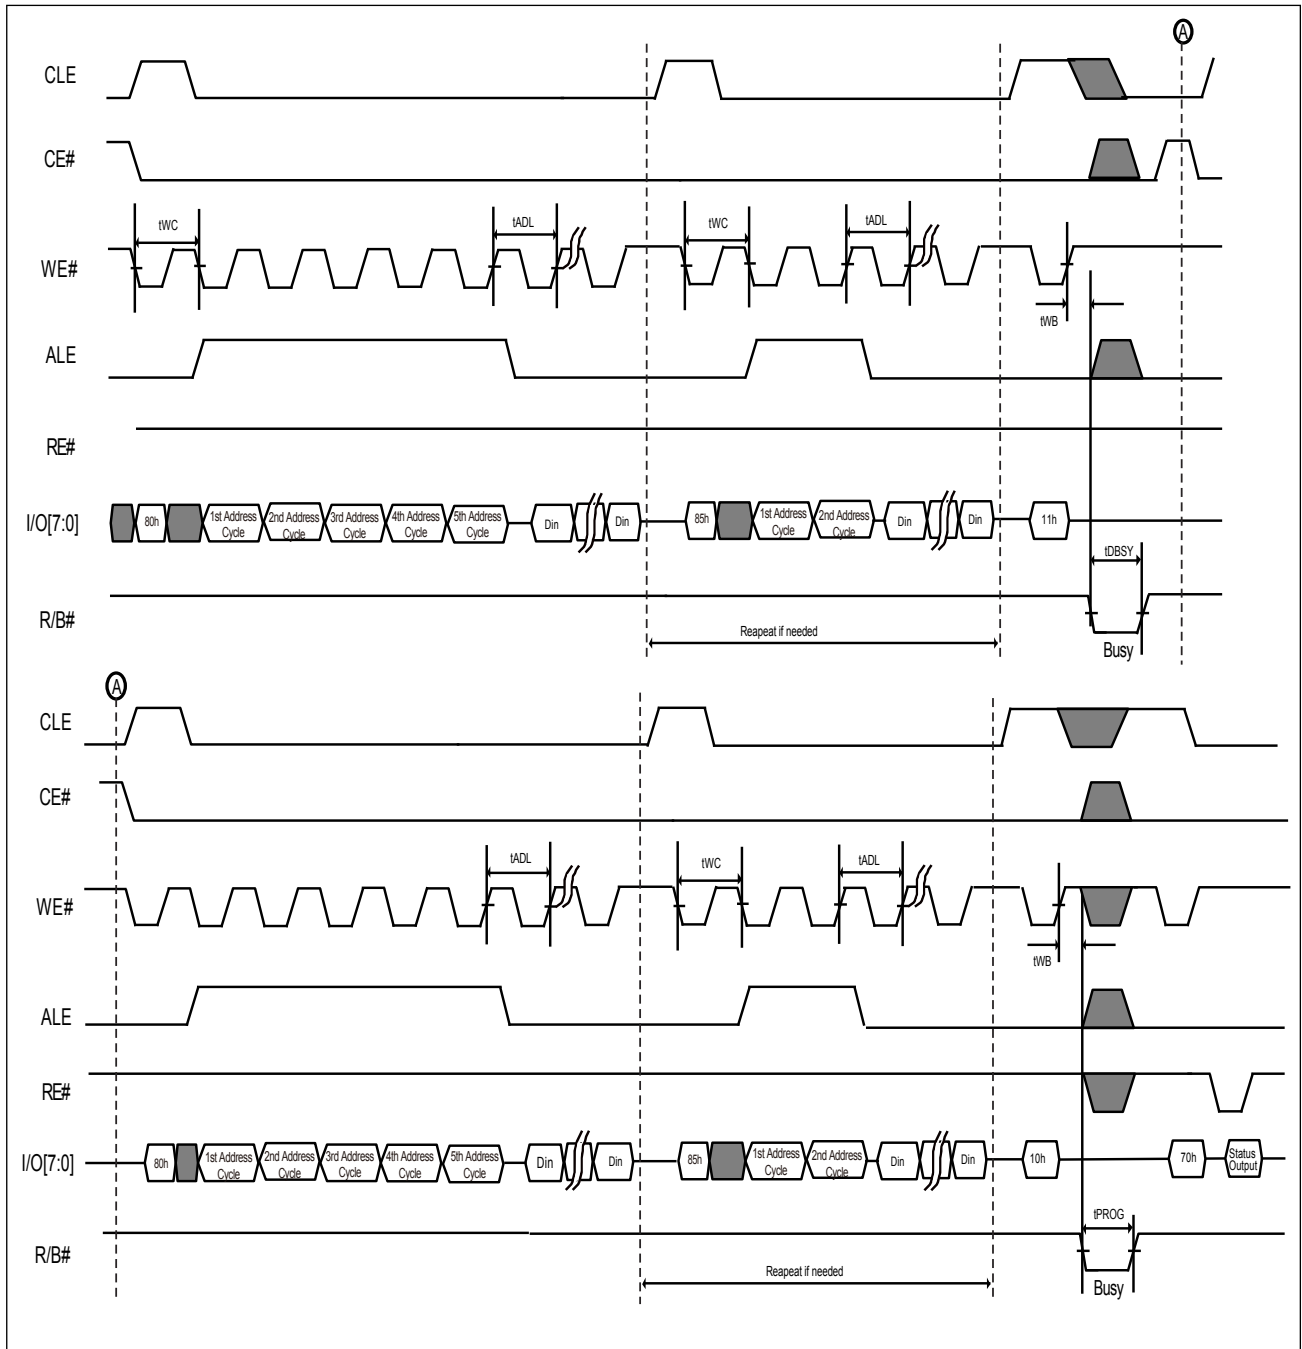 A
CLE
CE#
tWC
tADL
tWC
tADL
WE#
tWB
ALE
RE#
I/O[7:0]
80h
1st Address
Cycle
2nd Address
Cycle
3rd Address
Cycle
4th Address
Cycle
5th Address
Cycle
Din
Din
85h
1st Address
Cycle
2nd Address
Cycle
Din
Din
11h
tDBSY
R/B#
Reapeat if needed
Busy
A
CLE
CE#
tADL
tWC
tADL
WE#
tWB
ALE
RE#
I/O[7:0]
80h
1st Address
Cycle
2nd Address
Cycle
3rd Address
Cycle
4th Address
Cycle
5th Address
Cycle
Din
Din
85h
1st Address
Cycle
2nd Address
Cycle
Din
Din
10h
70h
Status
Output
tPROG
R/B#
Reapeat if needed
Busy